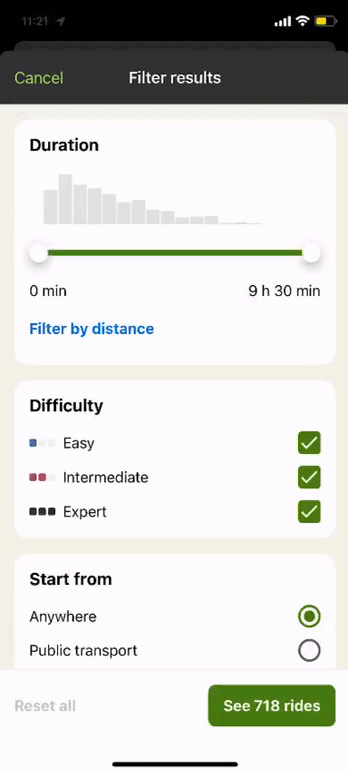 11:21
Cancel
Filter results
Duration
0 min
9 h 30 min
Filter by distance
Difficulty
Easy
Intermediate
Expert
Start from
Anywhere
Public transport
Reset all
See 718 rides